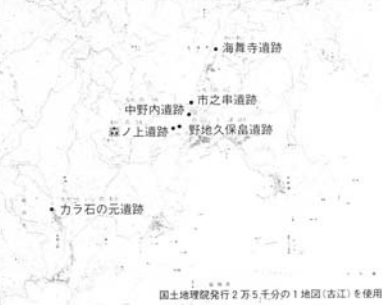 海舞寺遺跡
市之串遺跡
中野内遺跡
森ノ上遺跡
野地久保畠遺跡
カラ石の元遺跡
国土地理院発行2万5千分の1地図(古江)を使用